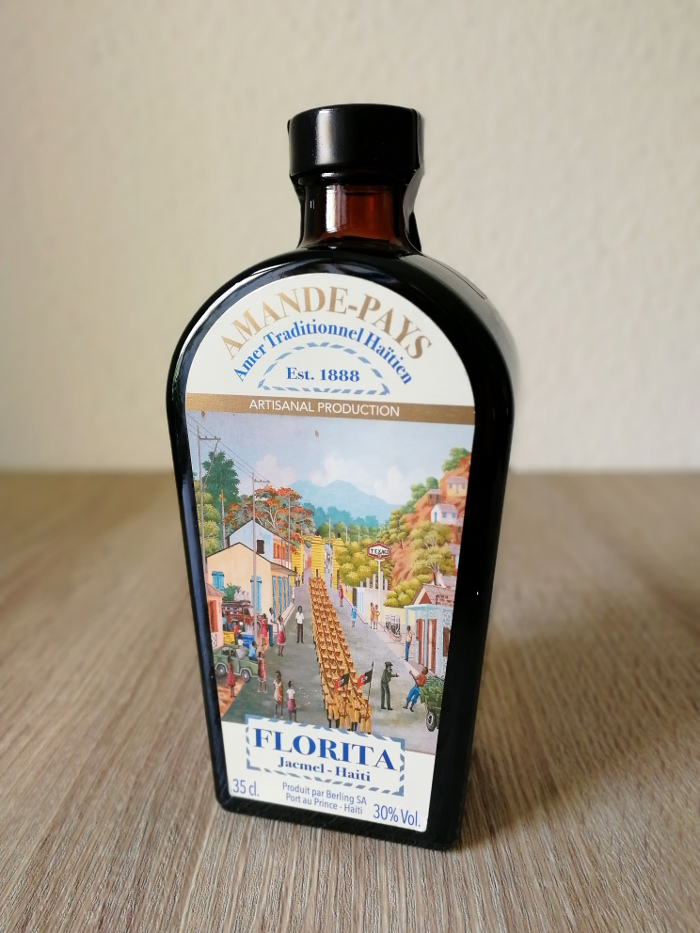 AMANDE-PAYS
Amer Traditionnel Haïtien
Est. 1888
ARTISANAL PRODUCTION
TEXACO
FLORITA
Jacmel - Haiti
35 cl.
Produit par Berling SA
Port au Prince - Haiti
30% Vol.